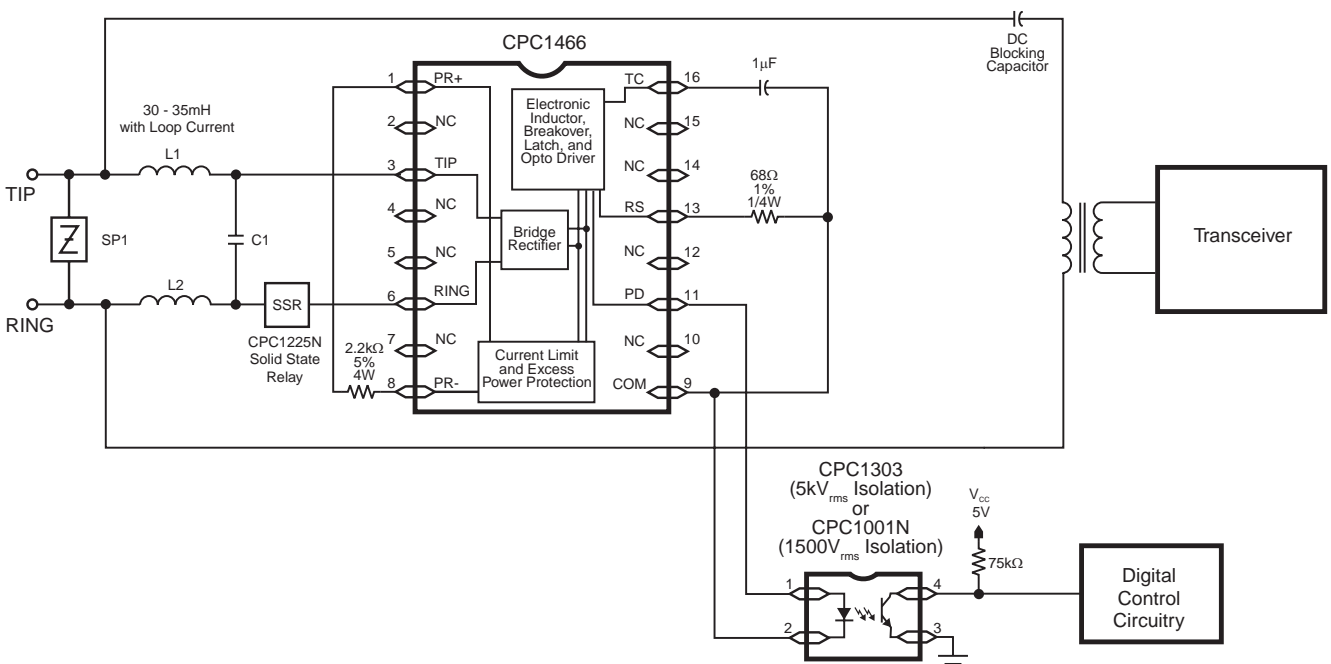 DC
Blocking
Capacitor
CPC1466
30 - 35mH
with Loop Current
L1
TIP
SP1
C1
L2
RING
SSR
CPC1225N
Solid State
Relay
2.2kΩ
5%
4W
1
PR+
2
NC
3
TIP
4
NC
5
NC
6
RING
7
NC
8
PR-
Electronic
Inductor,
Breakover,
Latch, and
Opto Driver
Bridge
Rectifier
Current Limit
and Excess
Power Protection
TC
16
NC
15
NC
14
RS
13
NC
12
PD
11
NC
10
COM
9
1µF
68Ω
1%
1/4W
Transceiver
CPC1303
(5kVrms Isolation)
or
CPC1001N
(1500Vrms Isolation)
1
2
4
3
Vcc
5V
75kΩ
Digital
Control
Circuitry